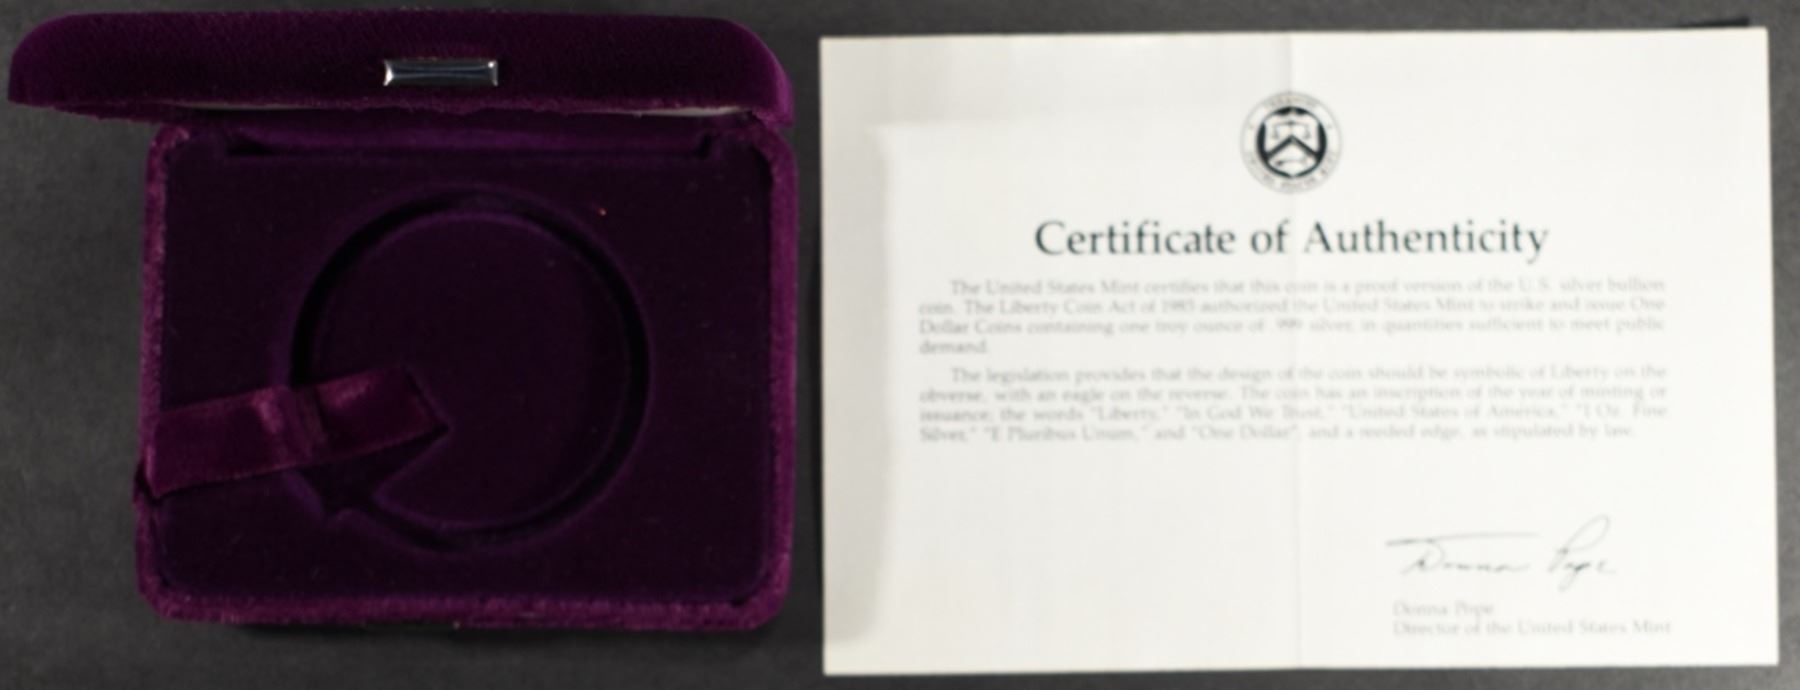 Certificate of Authenticity
The United States Mint certifies that this coin is a proof version of the U.S. silver bullion
coin. The Liberty Coin Act of 1985 authorized the United States Mint to strike and issue One
Dollar Coins containing one troy ounce of .999 silver, in quantities sufficient to meet public
demand.
The legislation provides that the design of the coin should be symbolic of Liberty on the
obverse, with an eagle on the reverse. The coin has an inscription of the year of minting or
issuance, the words "Liberty," "In God We Trust," "United States of America," "1 Oz. Fine
Silver," "E Pluribus Unum," and "One Dollar", and a reeded edge, as stipulated by law.
Donna Pope
Donna Pope
Director of the United States Mint